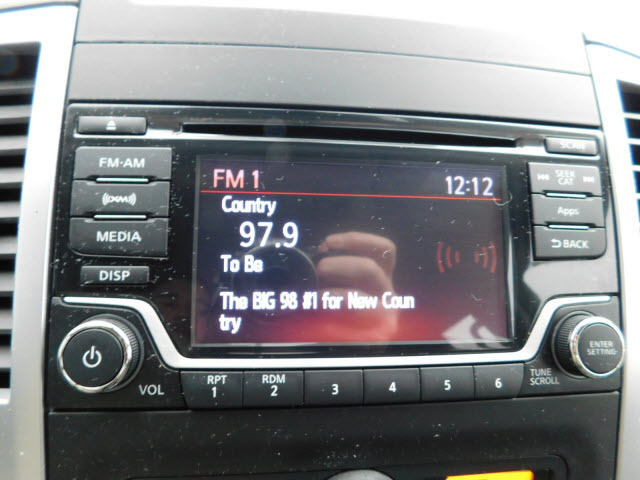 SCAN
FM·AM
SEEK
CAT
FM 1
12:12
Country
((XM))
Apps
97.9
MEDIA
BACK
To Be
DISP
The BIG 98 #1 for New Coun
try
ENTER
SETTING
VOL
RPT
1
RDM
2
3
4
5
6
TUNE
SCROLL